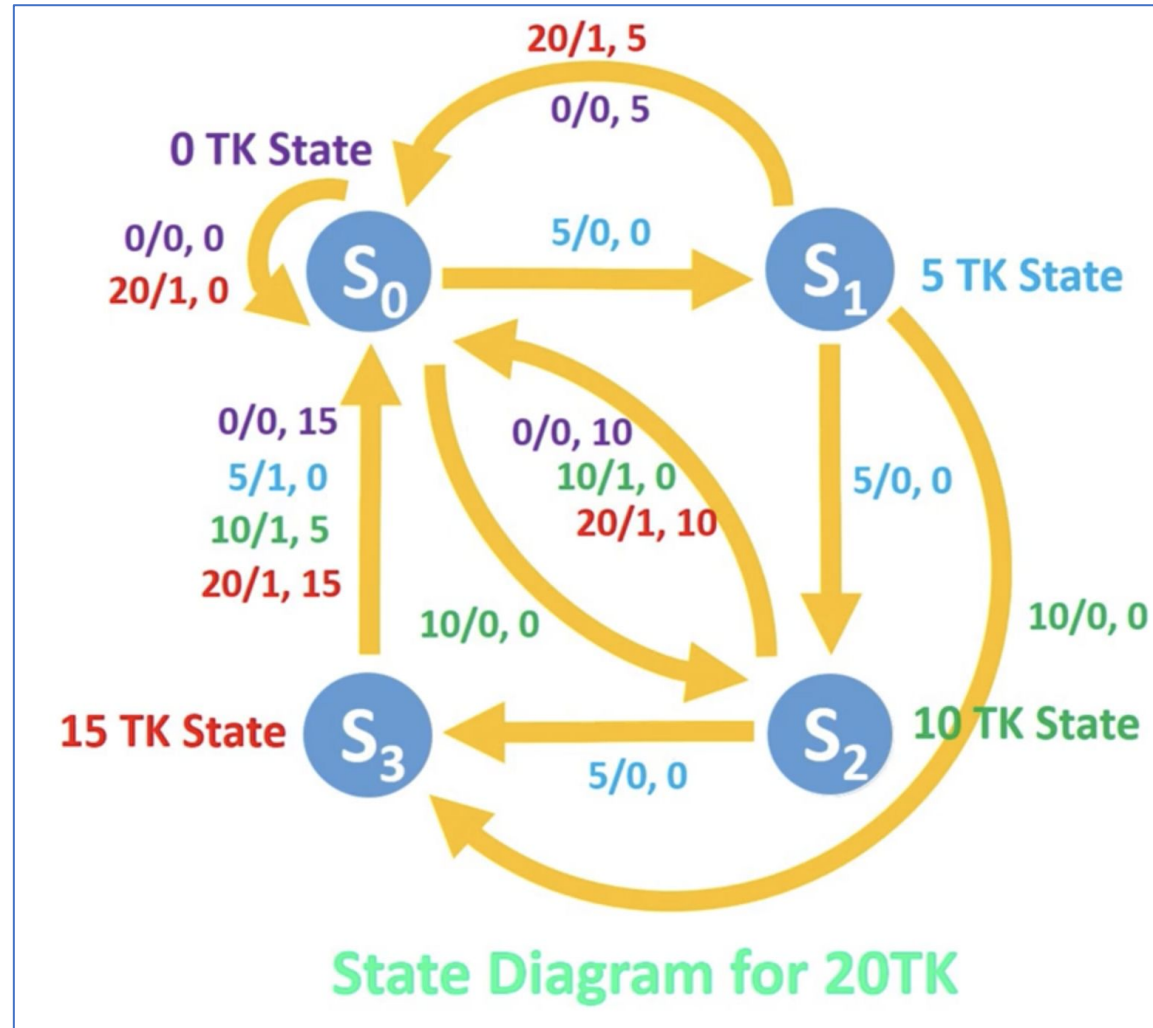 20/1, 5
0/0, 5
0 TK State
0/0, 0
20/1, 0
S0
5/0, 0
S1
5 TK State
0/0, 15
5/1, 0
10/1, 5
20/1, 15
0/0, 10
10/1, 0
20/1, 10
5/0, 0
10/0, 0
10/0, 0
15 TK State
S3
5/0, 0
S2
10 TK State
State Diagram for 20TK